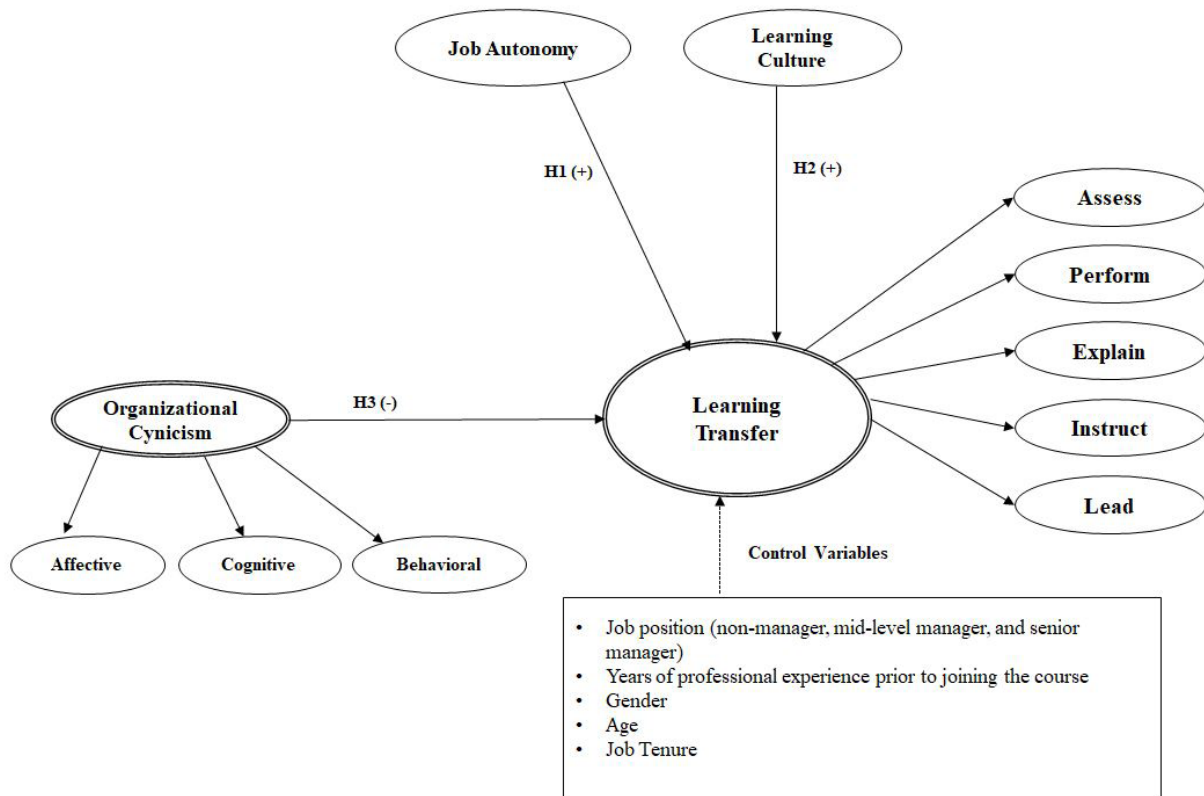 Job Autonomy
Learning
Culture
H1 (+)
H2 (+)
Assess
Perform
Explain
Instruct
Lead
Learning
Transfer
H3 (-)
Organizational
Cynicism
Affective
Cognitive
Behavioral
Control Variables
• Job position (non-manager, mid-level manager, and senior
manager)
• Years of professional experience prior to joining the course
• Gender
• Age
• Job Tenure